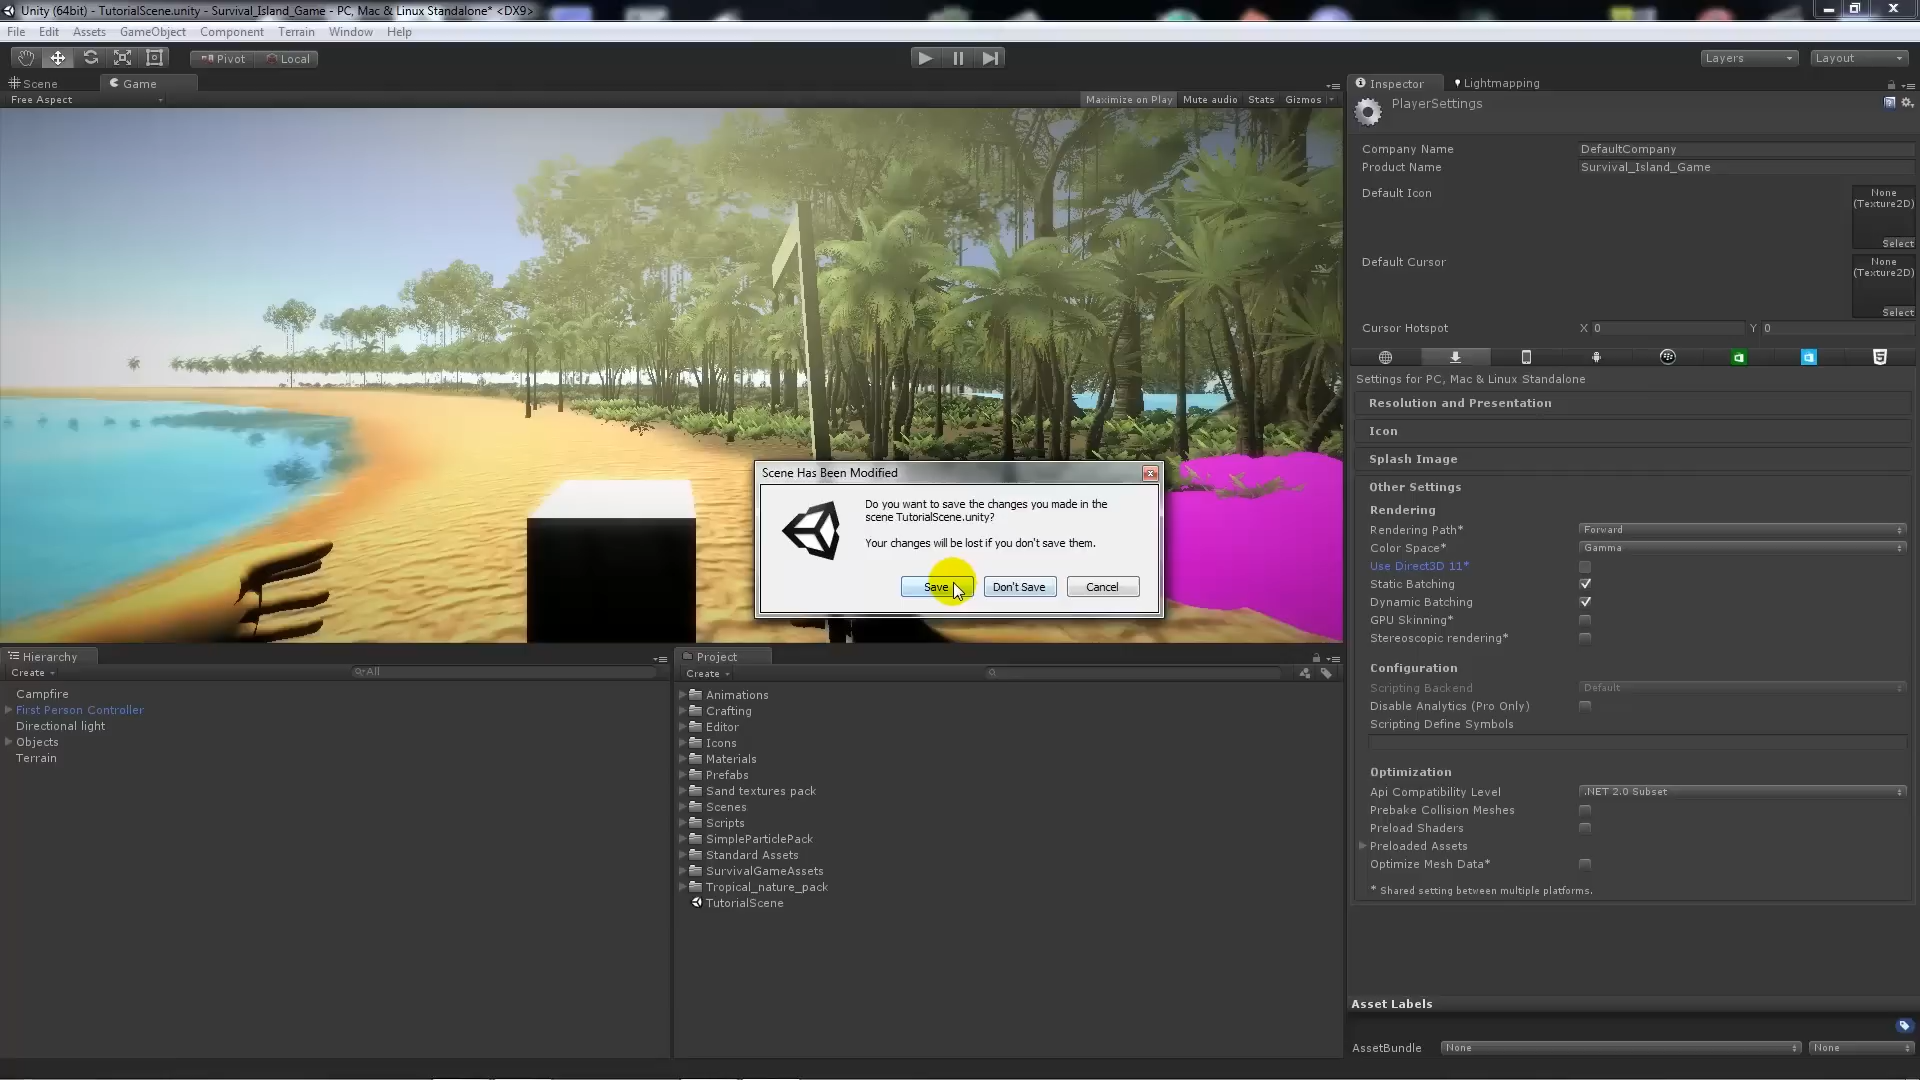 Unity (64bit) - TutorialScene.unity - Survival_Island_Game - PC, Mac & Linux Standalone* <DX9>
File Edit Assets GameObject Component Terrain Window Help
Pivot Local Layers Layout
Scene Game
Free Aspect Maximize on Play Mute audio Stats Gizmos
Inspector Lightmapping
PlayerSettings
Company Name DefaultCompany
Product Name Survival_Island_Game
Default Icon
None
(Texture2D)
Select
Default Cursor
None
(Texture2D)
Select
Cursor Hotspot X 0 Y 0
Settings for PC, Mac & Linux Standalone
Resolution and Presentation
Icon
Splash Image
Other Settings
Rendering
Rendering Path* Forward
Color Space* Gamma
Use Direct3D 11*
Static Batching
Dynamic Batching
GPU Skinning*
Stereoscopic rendering*
Configuration
Scripting Backend Default
Disable Analytics (Pro Only)
Scripting Define Symbols
Optimization
Api Compatibility Level .NET 2.0 Subset
Prebake Collision Meshes
Preload Shaders
Preloaded Assets
Optimize Mesh Data*
* Shared setting between multiple platforms.
Asset Labels
AssetBundle None None
Scene Has Been Modified
Do you want to save the changes you made in the
scene TutorialScene.unity?
Your changes will be lost if you don't save them.
Save Don't Save Cancel
Hierarchy
Create All
Campfire
First Person Controller
Directional light
Objects
Terrain
Project
Create
Animations
Crafting
Editor
Icons
Materials
Prefabs
Sand textures pack
Scenes
Scripts
SimpleParticlePack
Standard Assets
SurvivalGameAssets
Tropical_nature_pack
TutorialScene